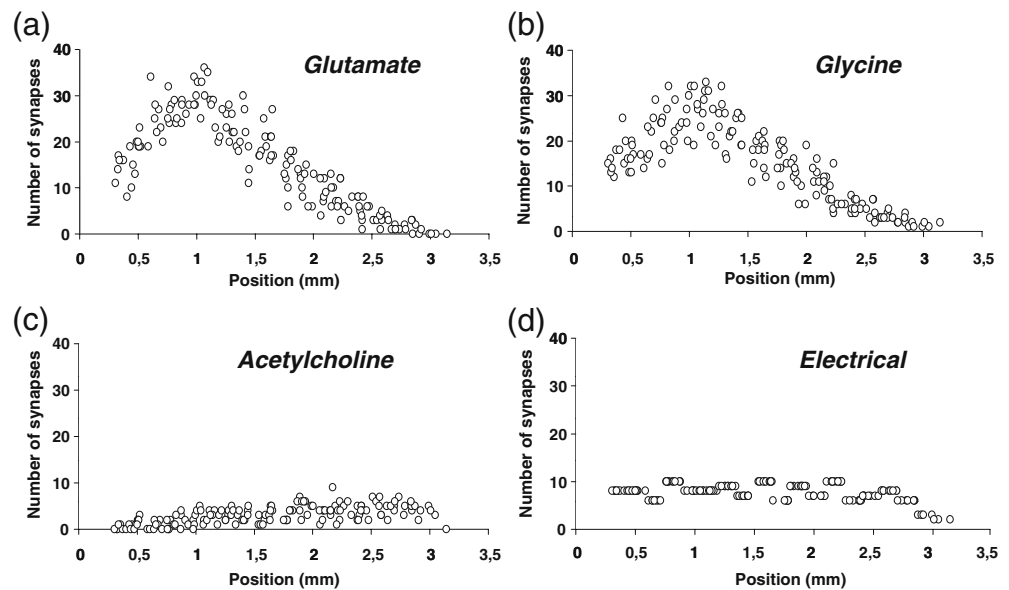 (a)
Glutamate
Number of synapses
40
30
20
10
0
0 0,5 1 1,5 2 2,5 3 3,5
Position (mm)
(b)
Glycine
Number of synapses
40
30
20
10
0
0 0,5 1 1,5 2 2,5 3 3,5
Position (mm)
(c)
Acetylcholine
Number of synapses
40
30
20
10
0
0 0,5 1 1,5 2 2,5 3 3,5
Position (mm)
(d)
Electrical
Number of synapses
40
30
20
10
0
0 0,5 1 1,5 2 2,5 3 3,5
Position (mm)